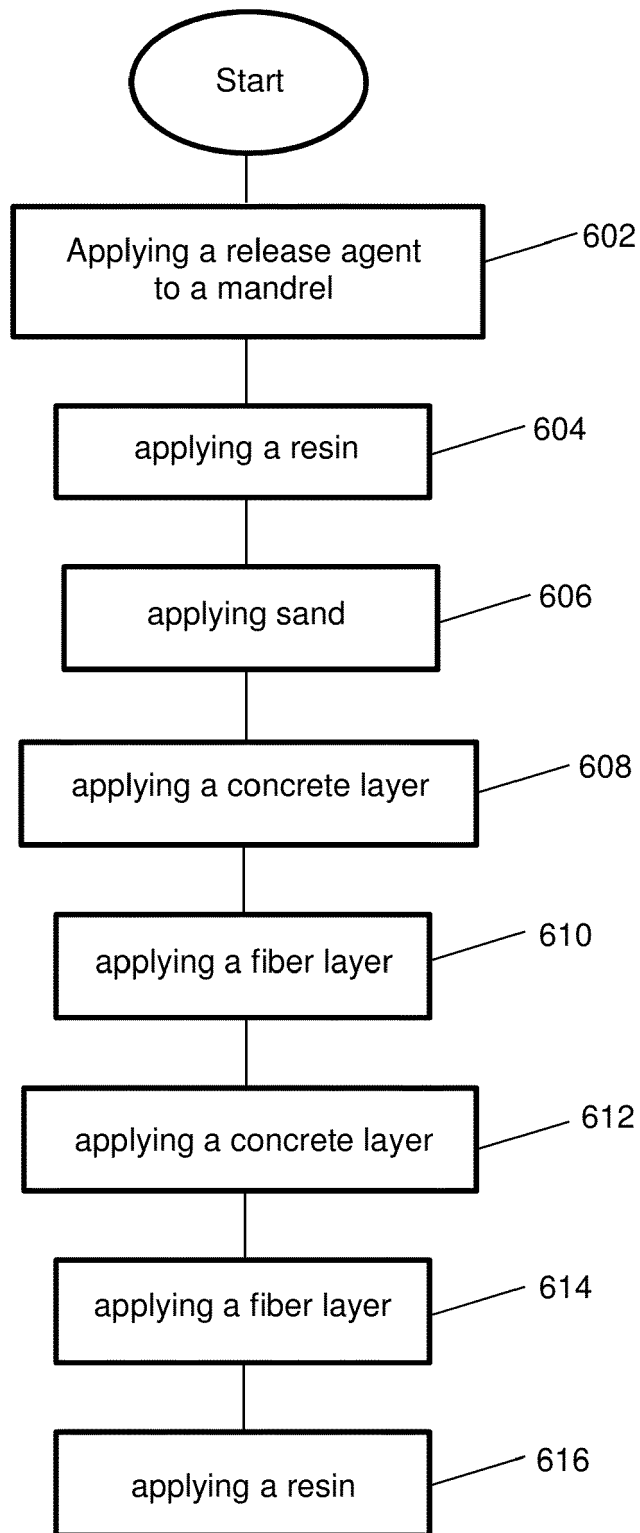 Start
Applying a release agent
to a mandrel
602
applying a resin
604
applying sand
606
applying a concrete layer
608
applying a fiber layer
610
applying a concrete layer
612
applying a fiber layer
614
applying a resin
616